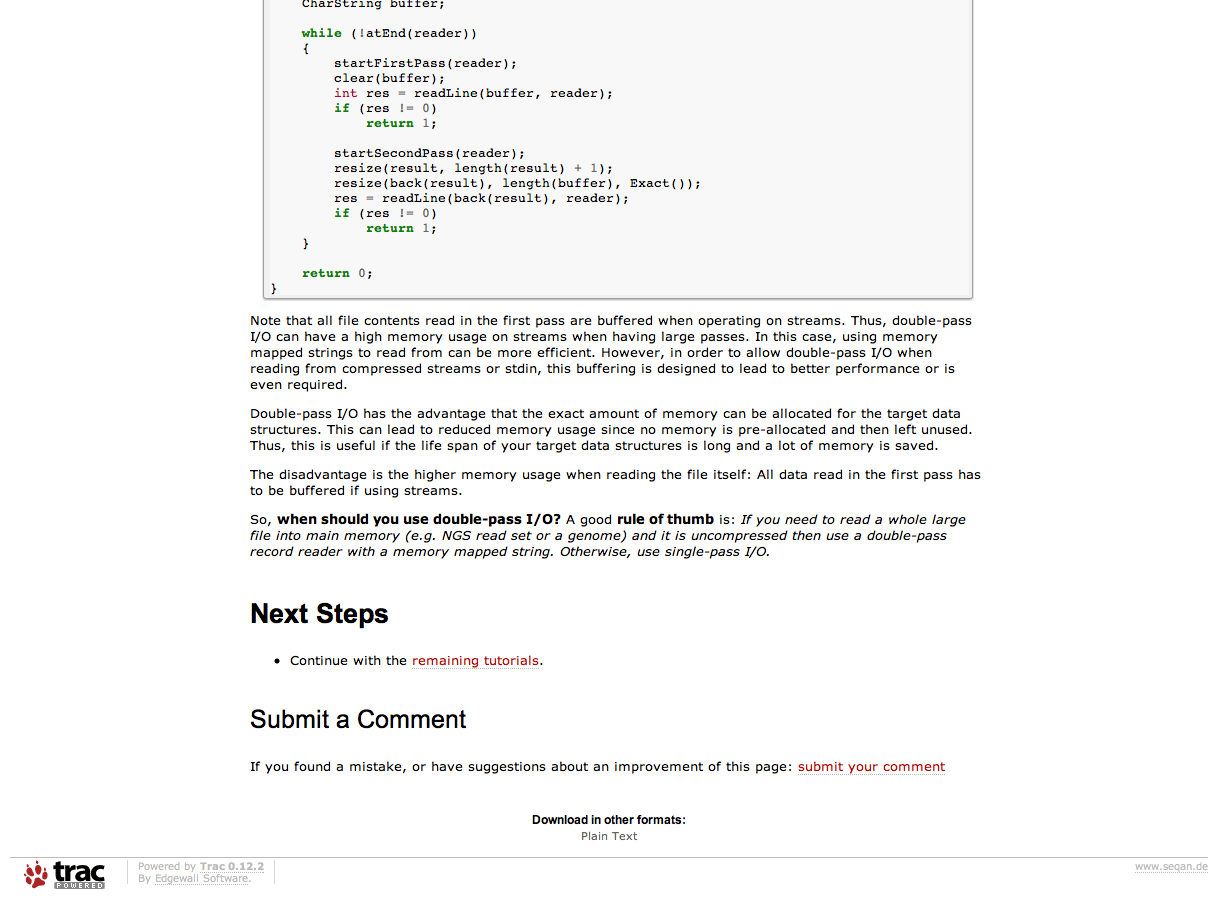 CharString buffer;
while (!atEnd(reader))
{
startFirstPass(reader);
clear(buffer);
int res = readLine(buffer, reader);
if (res != 0)
return 1;
startSecondPass(reader);
resize(result, length(result) + 1);
resize(back(result), length(buffer), Exact());
res = readLine(back(result), reader);
if (res != 0)
return 1;
}
return 0;
}
Note that all file contents read in the first pass are buffered when operating on streams. Thus, double-pass
I/O can have a high memory usage on streams when having large passes. In this case, using memory
mapped strings to read from can be more efficient. However, in order to allow double-pass I/O when
reading from compressed streams or stdin, this buffering is designed to lead to better performance or is
even required.
Double-pass I/O has the advantage that the exact amount of memory can be allocated for the target data
structures. This can lead to reduced memory usage since no memory is pre-allocated and then left unused.
Thus, this is useful if the life span of your target data structures is long and a lot of memory is saved.
The disadvantage is the higher memory usage when reading the file itself: All data read in the first pass has
to be buffered if using streams.
So, when should you use double-pass I/O? A good rule of thumb is: If you need to read a whole large
file into main memory (e.g. NGS read set or a genome) and it is uncompressed then use a double-pass
record reader with a memory mapped string. Otherwise, use single-pass I/O.
Next Steps
• Continue with the remaining tutorials.
Submit a Comment
If you found a mistake, or have suggestions about an improvement of this page: submit your comment
Download in other formats:
Plain Text
trac
POWERED
Powered by Trac 0.12.2
By Edgewall Software.
www.seqan.de